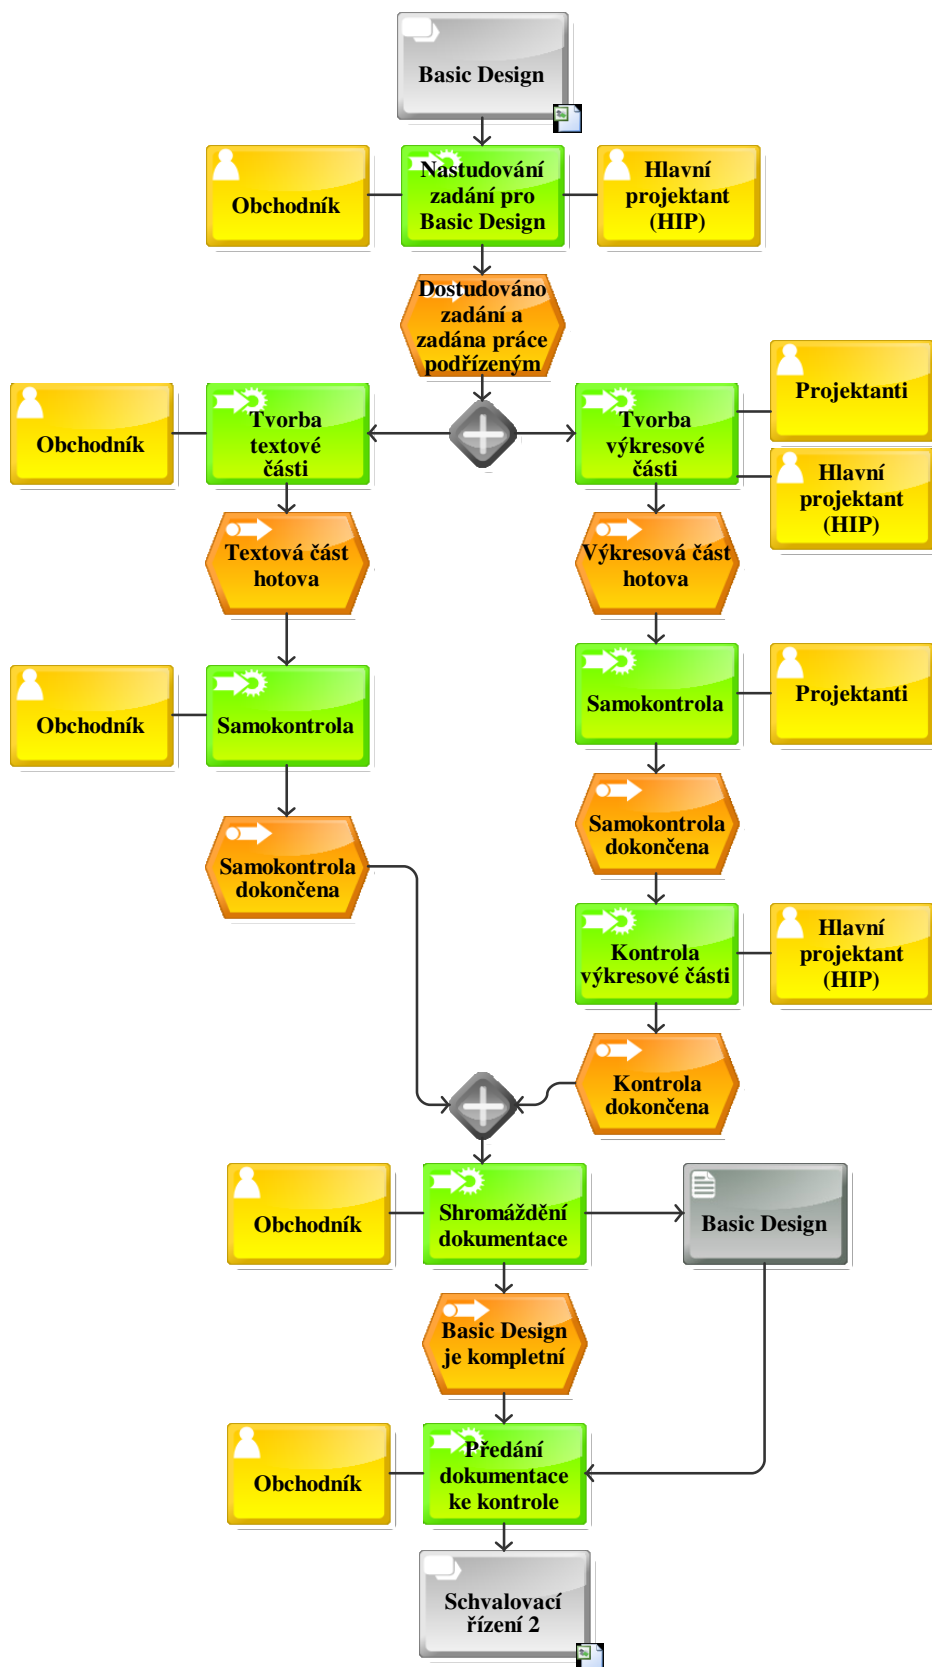 Basic Design
Obchodník
Nastudování
zadání pro
Basic Design
Hlavní
projektant
(HIP)
Dostudováno
zadání a
zadána práce
podřízeným
Obchodník
Tvorba
textové
části
Tvorba
výkresové
části
Projektanti
Hlavní
projektant
(HIP)
Textová část
hotova
Výkresová část
hotova
Obchodník
Samokontrola
Samokontrola
Projektanti
Samokontrola
dokončena
Samokontrola
dokončena
Kontrola
výkresové části
Hlavní
projektant
(HIP)
Kontrola
dokončena
Obchodník
Shromáždění
dokumentace
Basic Design
Basic Design
je kompletní
Obchodník
Předání
dokumentace
ke kontrole
Schvalovací
řízení 2